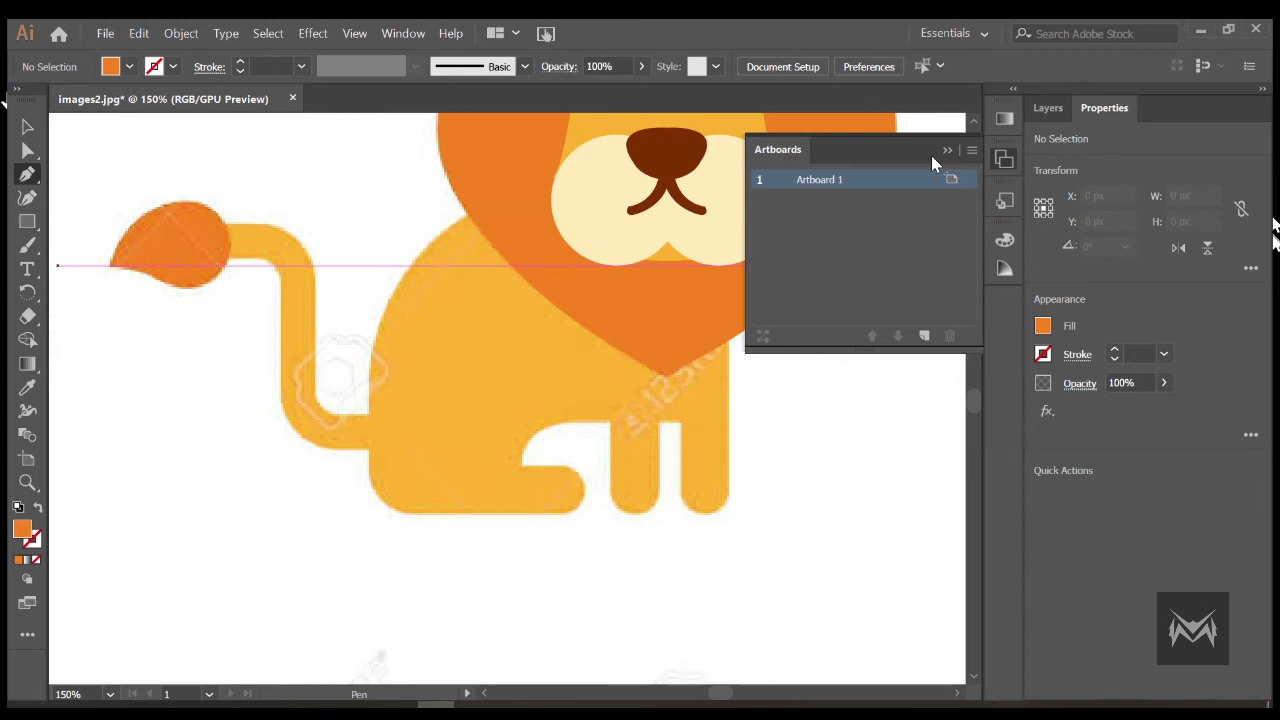 Ai File Edit Object Type Select Effect View Window Help Essentials Search Adobe Stock
No Selection Stroke: Basic Opacity: 100% Style: Document Setup Preferences
images2.jpg* @ 150% (RGB/GPU Preview)
Layers Properties
No Selection
Transform
X: 0 px W: 0 px
Y: 0 px H: 0 px
0°
Appearance
Fill
Stroke
Opacity 100%
fx.
Quick Actions
Artboards
1 Artboard 1
123R
150% 1 Pen